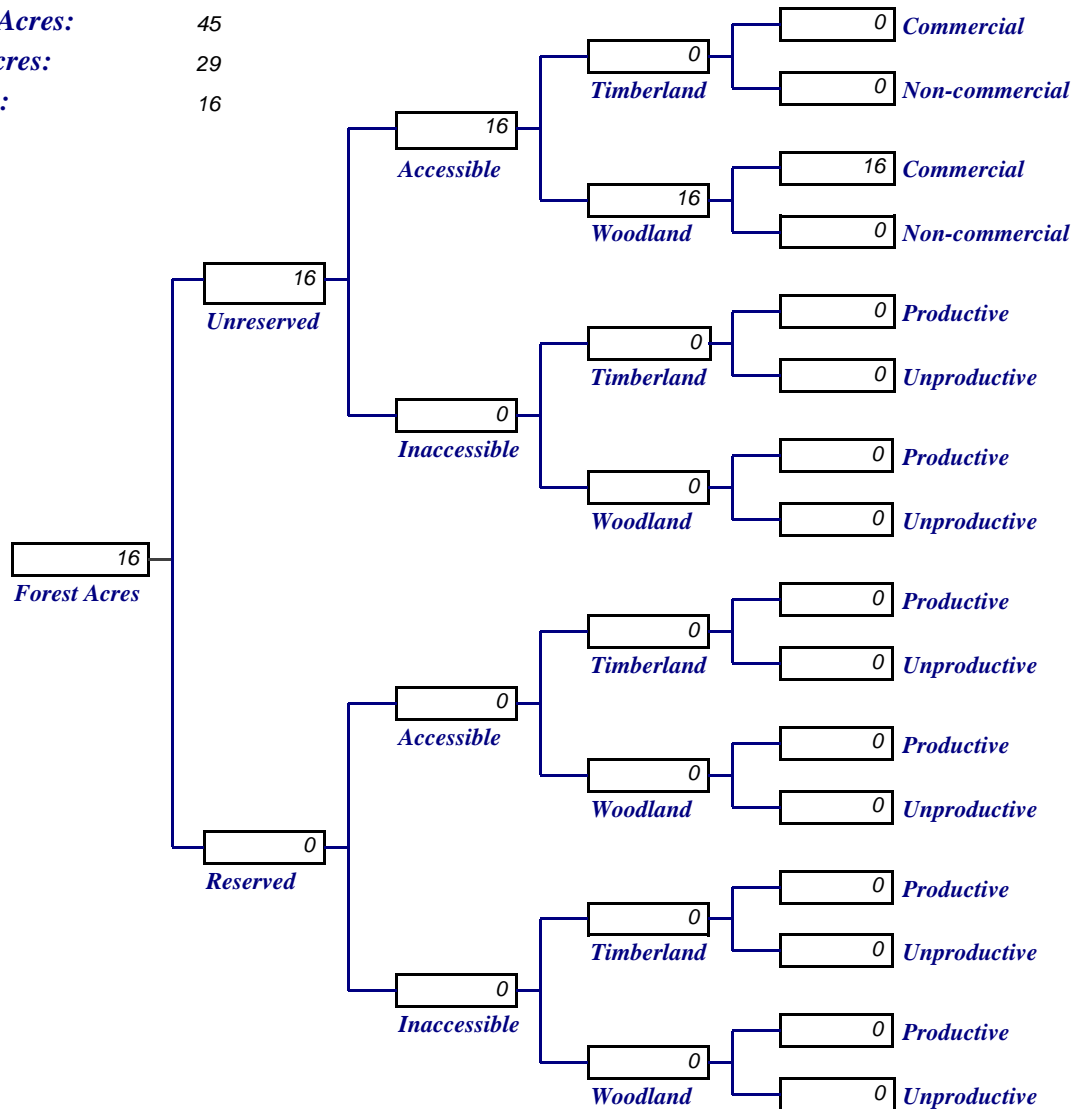 Acres: 45
cres: 29
: 16
0 Commercial
0
Timberland
0 Non-commercial
16
Accessible
16 Commercial
16
Woodland
0 Non-commercial
16
Unreserved
0 Productive
0
Timberland
0 Unproductive
0
Inaccessible
0 Productive
0
Woodland
0 Unproductive
16
Forest Acres
0 Productive
0
Timberland
0 Unproductive
0
Accessible
0 Productive
0
Woodland
0 Unproductive
0
Reserved
0 Productive
0
Timberland
0 Unproductive
0
Inaccessible
0 Productive
0
Woodland
0 Unproductive